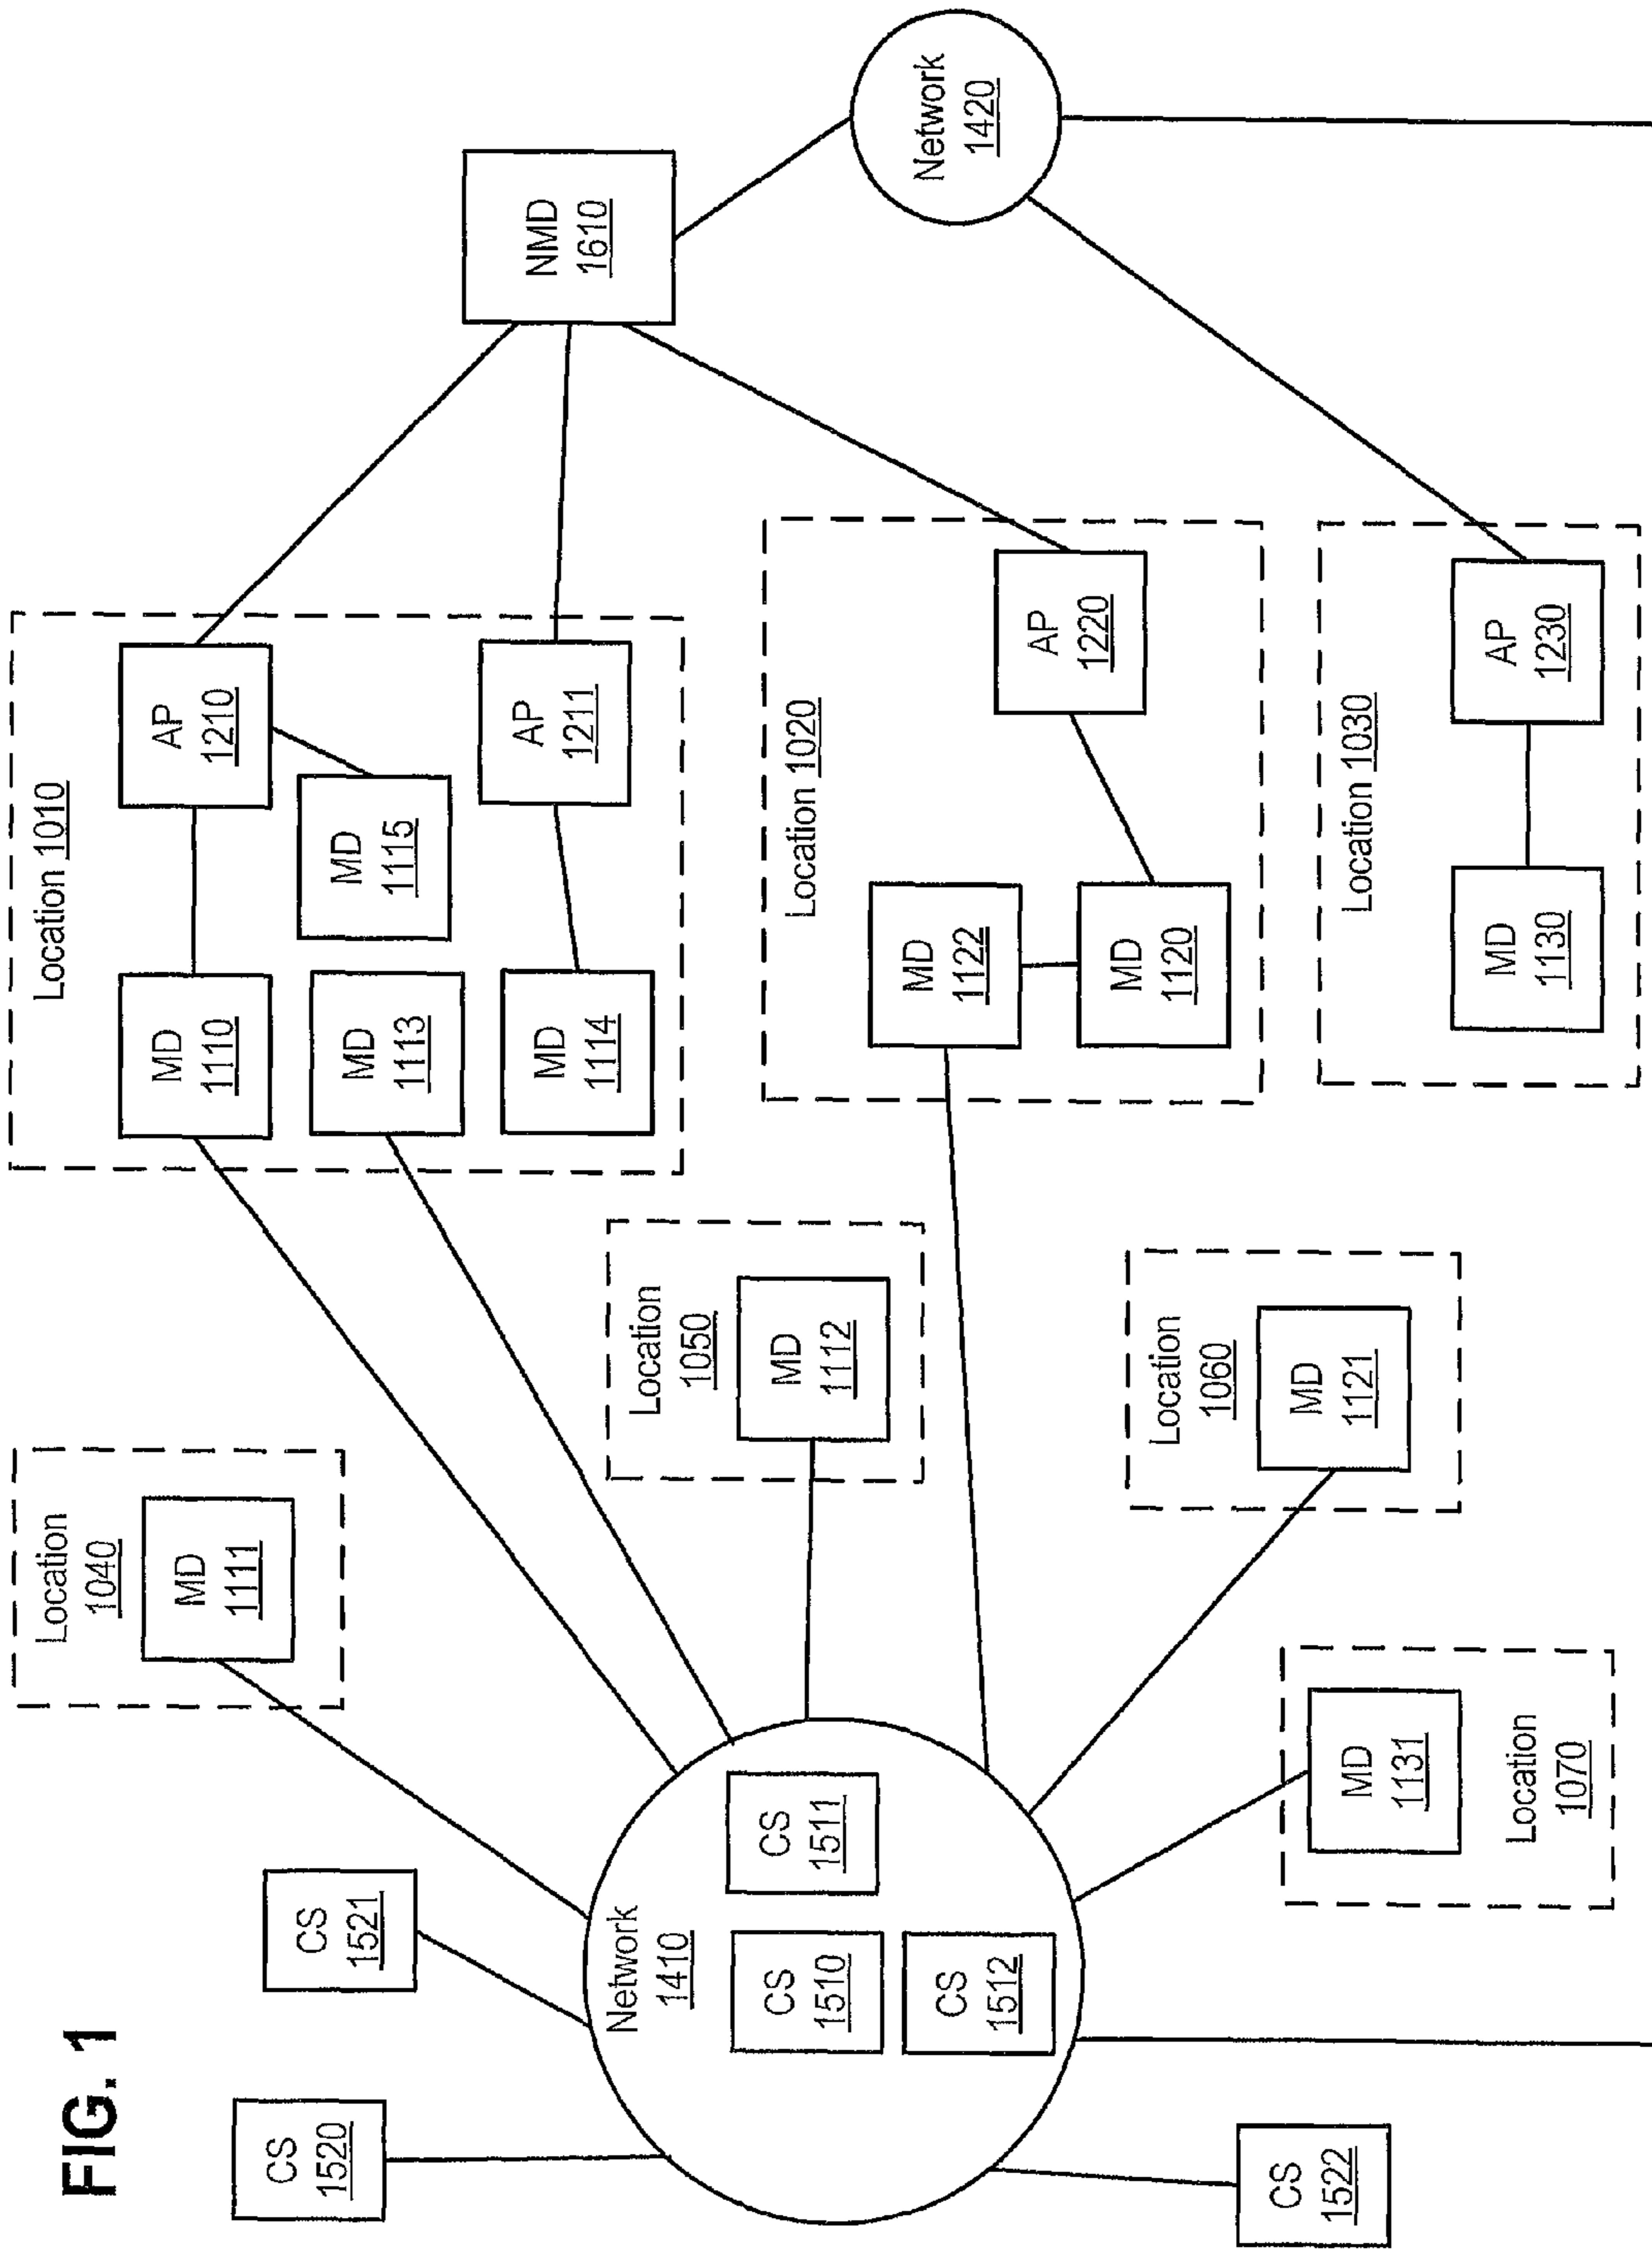 FIG. 1
CS
1520
CS
1521
Location
1040
MD
1111
Location 1010
MD
1110
AP
1210
MD
1113
MD
1115
MD
1114
AP
1211
NMD
1610
Network
1410
CS
1510
CS
1511
CS
1512
Location
1050
MD
1112
Location 1020
MD
1122
MD
1120
AP
1220
Network
1420
Location
1060
MD
1121
CS
1522
MD
1131
Location
1070
Location 1030
MD
1130
AP
1230